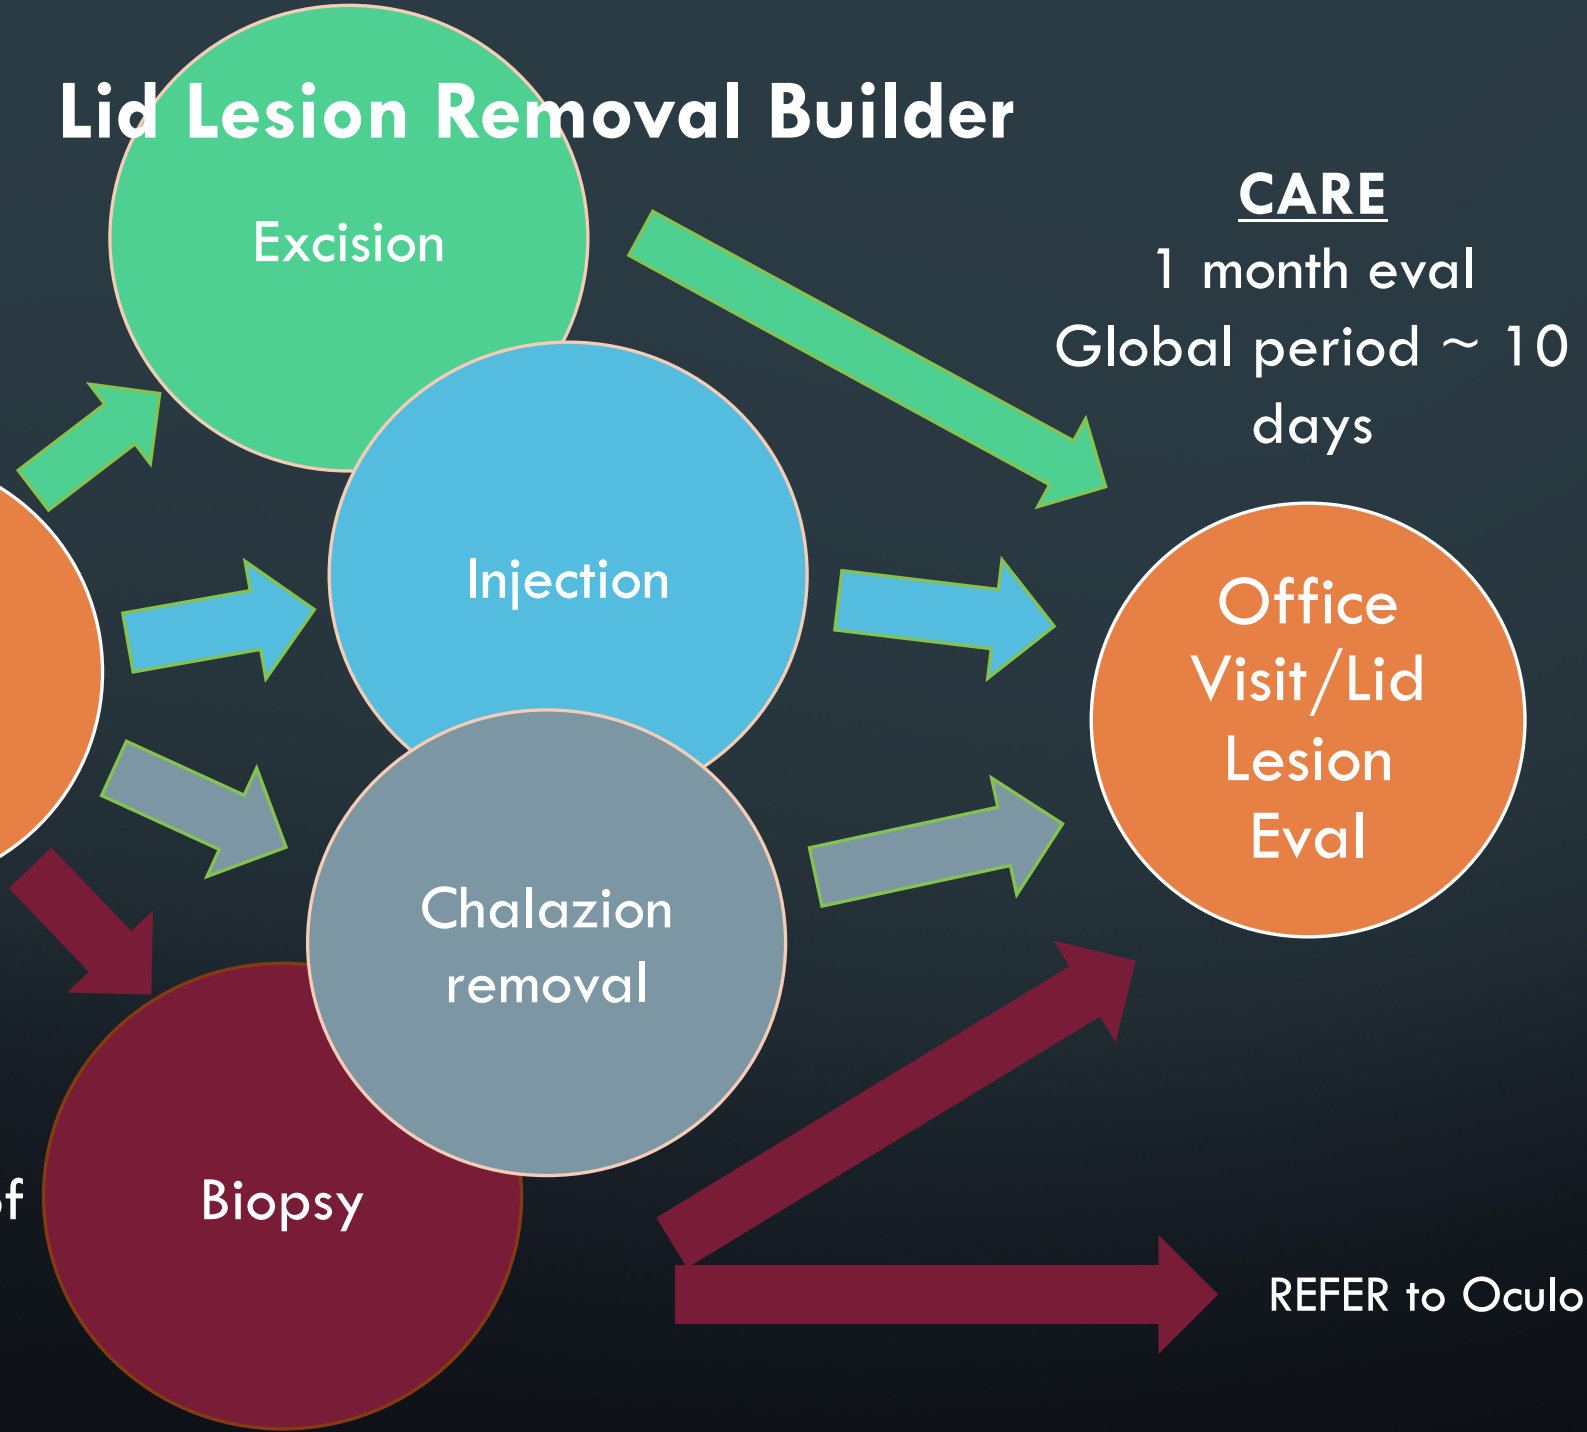 Lid Lesion Removal Builder
Excision
CARE
1 month eval
Global period ~ 10
days
Injection
Office
Visit/Lid
Lesion
Eval
Chalazion
removal
Biopsy
REFER to Oculo